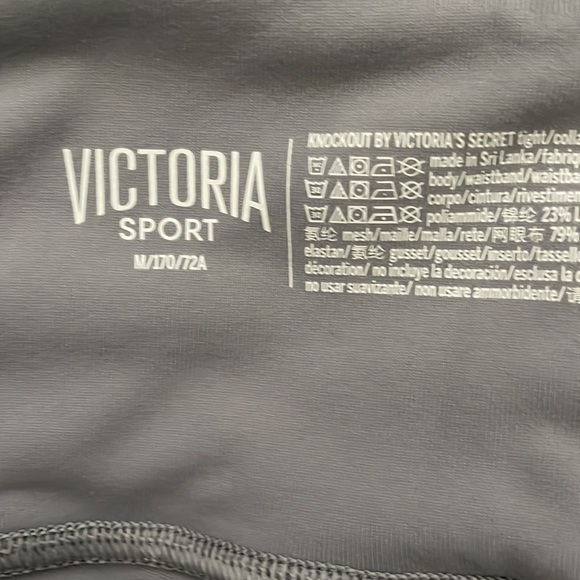 VICTORIA
SPORT
M/170/72A
KNOCKOUT BY VICTORIA'S SECRET tight/colla
made in Sri Lanka/fabriq
body/waistband/waistba
corpo/cintura/rivestimen
poliammide/锦纶 23%
氨纶 mesh/maille/malla/rete/网眼布 79%
elastan/氨纶 gusset/gousset/inserto/tassello
décoration/ no incluye la decoración/esclusa la d
no usar suavizante/ non usare ammorbidente/